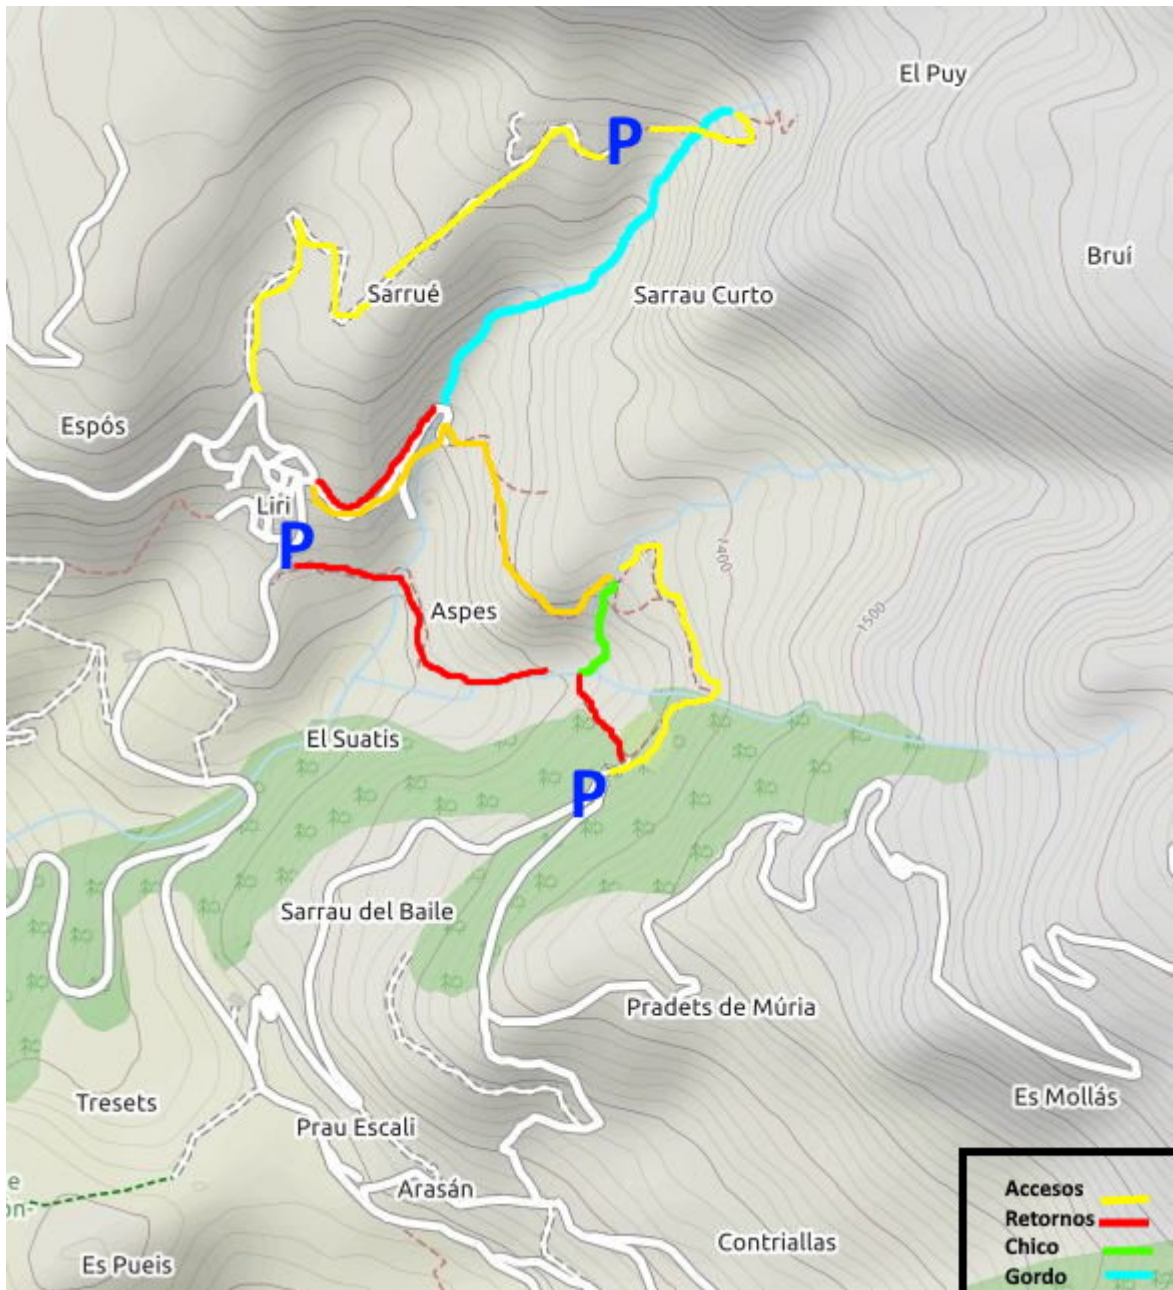 El Puy
P
Bruí
Sarrué
Sarrau Curto
Espós
Liri
P
1400
Aspes
1500
El Suatis
P
Sarrau del Baile
Pradets de Múria
Tresets
Es Mollás
Prau Escali
e
on-
Arasán
Contriallas
Es Pueis
Accesos
Retornos
Chico
Gordo